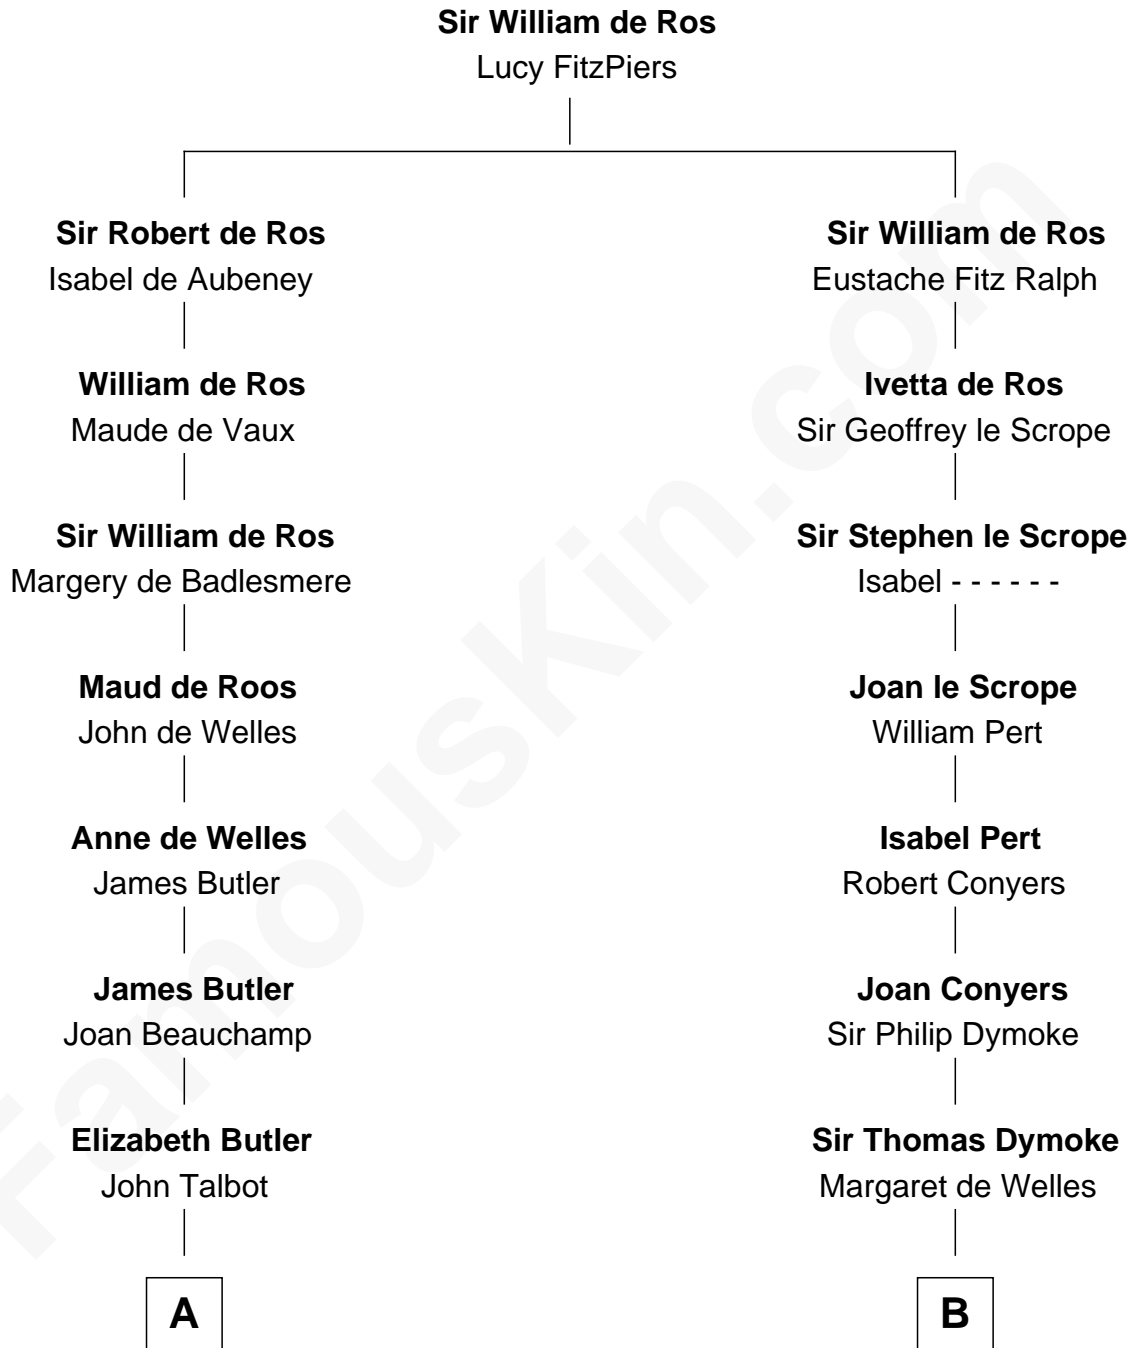 Sir William de Ros
Lucy FitzPiers
Sir Robert de Ros
Isabel de Aubeney
Sir William de Ros
Eustache Fitz Ralph
William de Ros
Maude de Vaux
Ivetta de Ros
Sir Geoffrey le Scrope
Sir William de Ros
Margery de Badlesmere
Sir Stephen le Scrope
Isabel - - - - - -
Maud de Roos
John de Welles
Joan le Scrope
William Pert
Anne de Welles
James Butler
Isabel Pert
Robert Conyers
James Butler
Joan Beauchamp
Joan Conyers
Sir Philip Dymoke
Elizabeth Butler
John Talbot
Sir Thomas Dymoke
Margaret de Welles
A
B
FamousKin.com